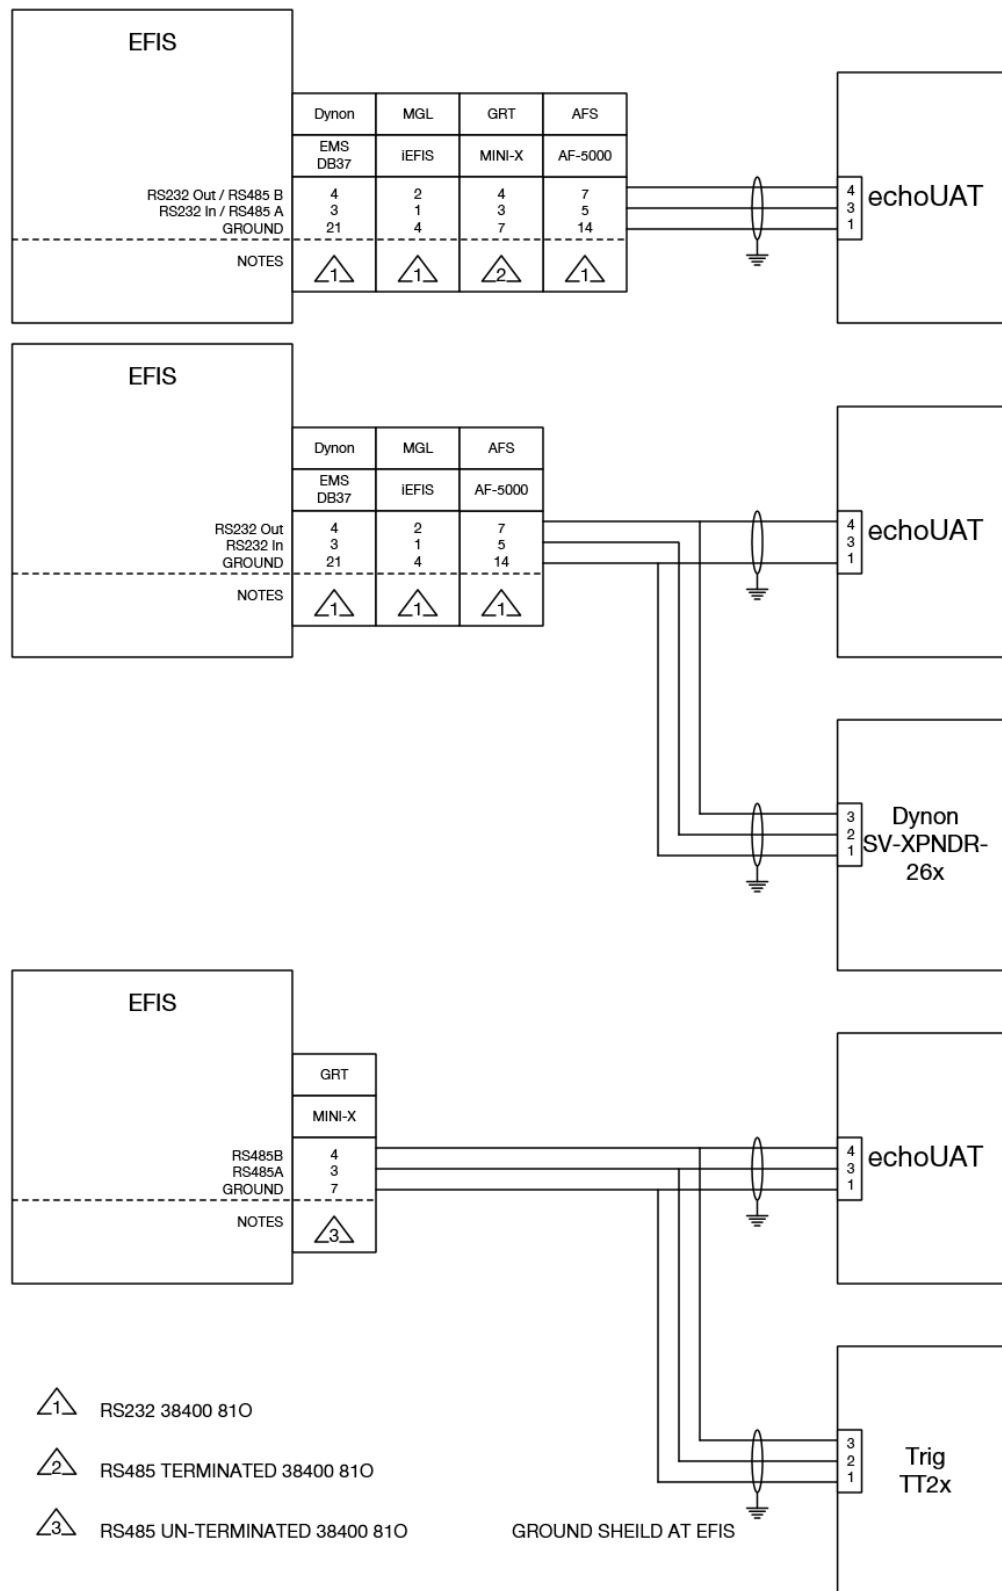 EFIS
Dynon MGL GRT AFS
EMS DB37 iEFIS MINI-X AF-5000
RS232 Out / RS485 B 4 2 4 7
RS232 In / RS485 A 3 1 3 5
GROUND 21 4 7 14
NOTES 1 1 2 1
4
3
1
echoUAT
EFIS
Dynon MGL AFS
EMS DB37 iEFIS AF-5000
RS232 Out 4 2 7
RS232 In 3 1 5
GROUND 21 4 14
NOTES 1 1 1
4
3
1
echoUAT
3
2
1
Dynon
SV-XPNDR-
26x
EFIS
GRT
MINI-X
RS485B 4
RS485A 3
GROUND 7
NOTES 3
4
3
1
echoUAT
3
2
1
Trig
TT2x
1 RS232 38400 81O
2 RS485 TERMINATED 38400 81O
3 RS485 UN-TERMINATED 38400 81O
GROUND SHEILD AT EFIS